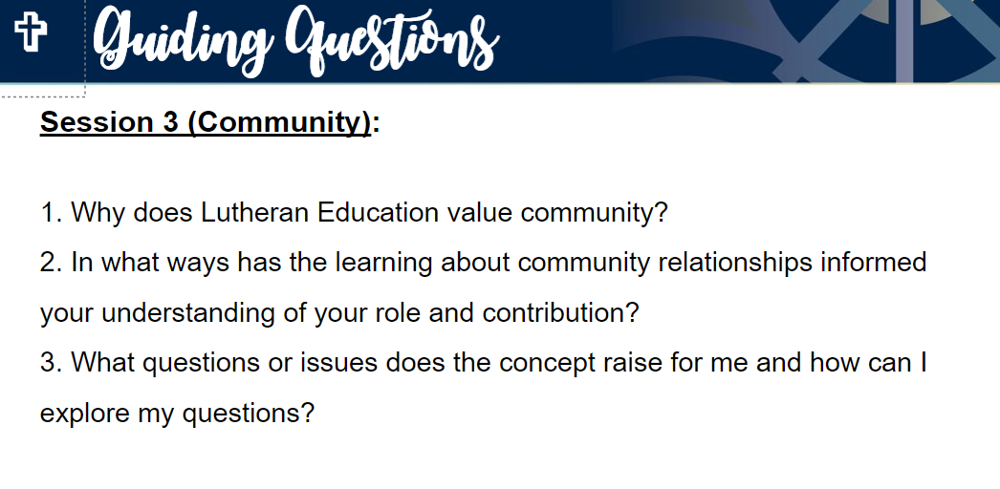 Guiding Questions
Session 3 (Community):
1. Why does Lutheran Education value community?
2. In what ways has the learning about community relationships informed
your understanding of your role and contribution?
3. What questions or issues does the concept raise for me and how can I
explore my questions?